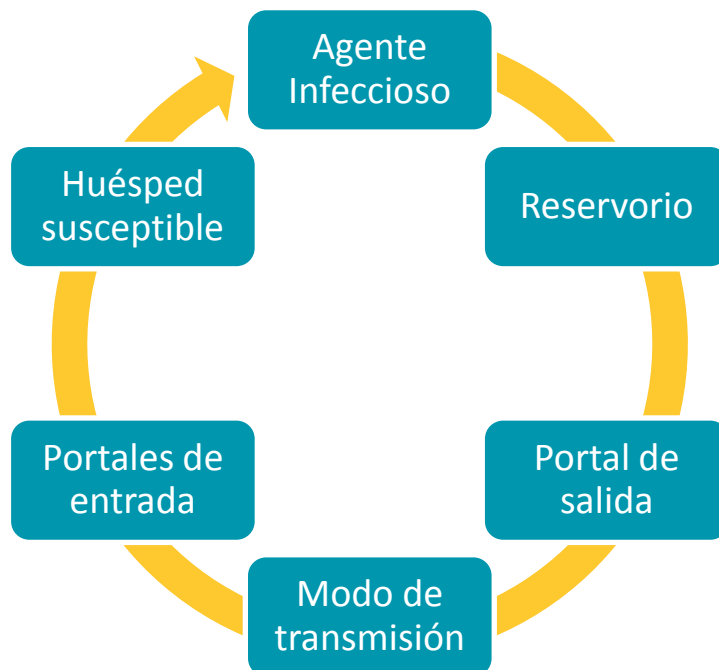 Agente
Infeccioso
Reservorio
Portal de
salida
Modo de
transmisión
Portales de
entrada
Huésped
susceptible